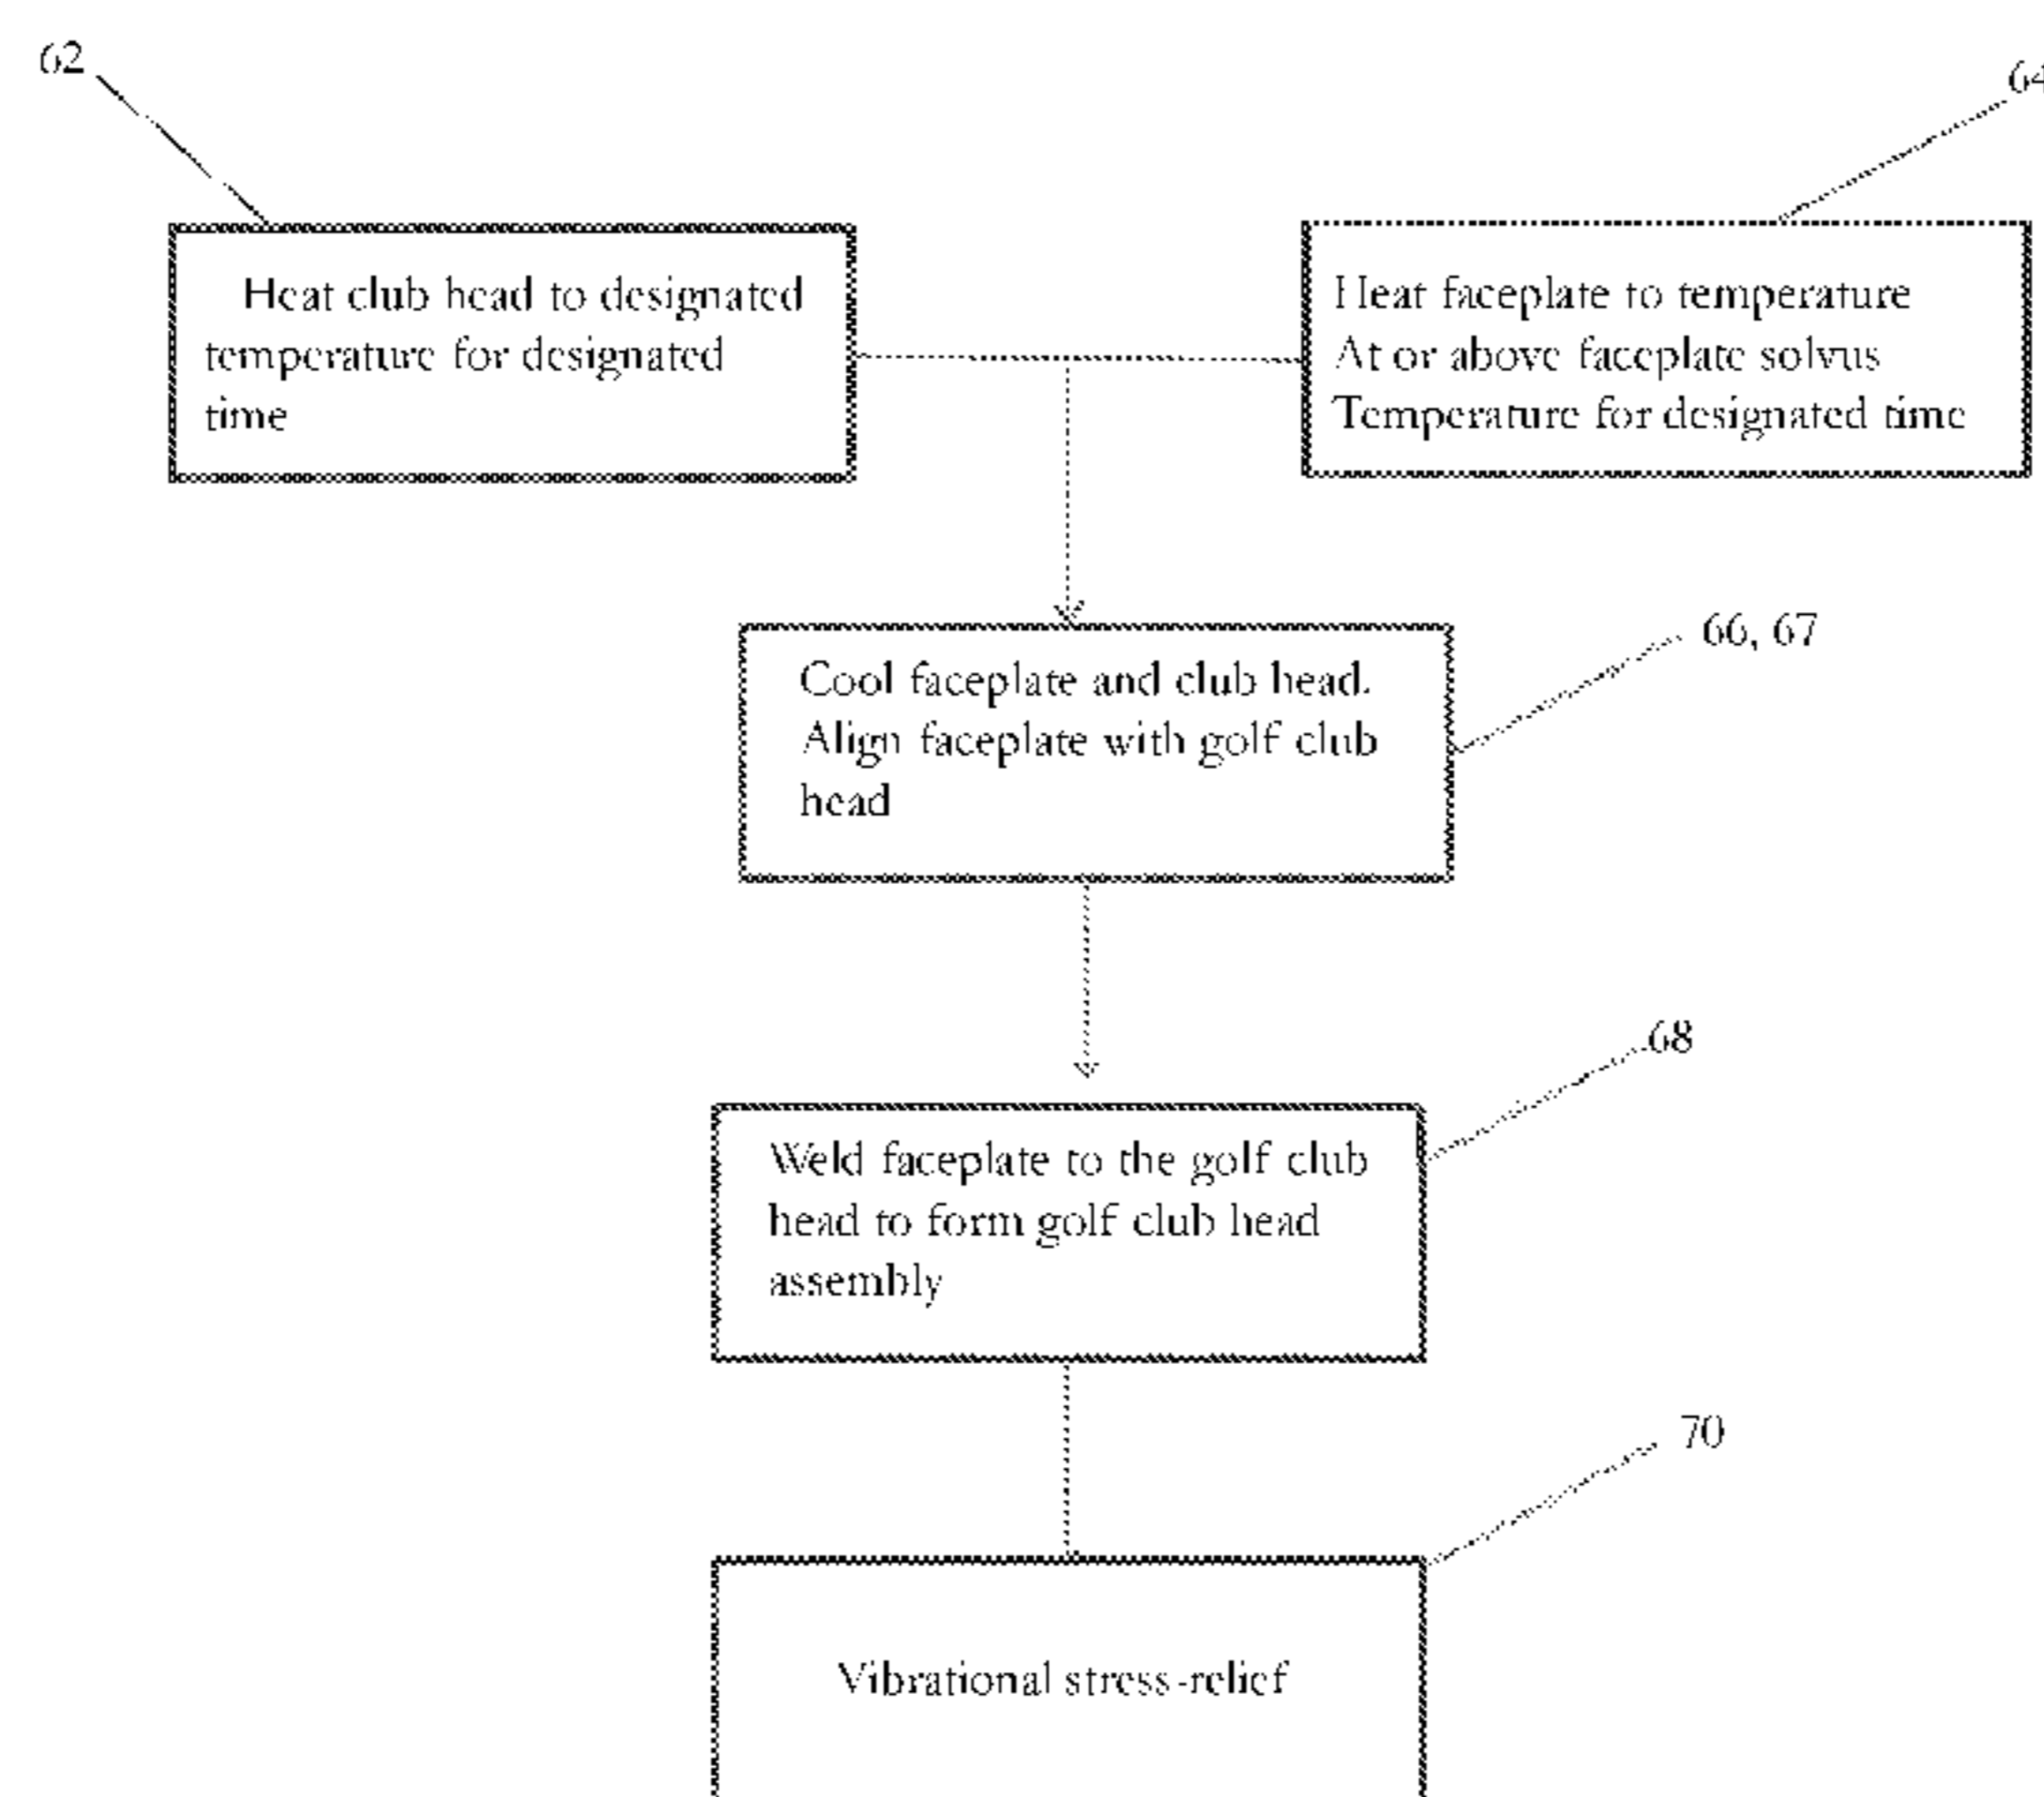 62
64
Heat club head to designated
temperature for designated
time
Heat faceplate to temperature
At or above faceplate solvus
Temperature for designated time
66, 67
Cool faceplate and club head.
Align faceplate with golf club
head
68
Weld faceplate to the golf club
head to form golf club head
assembly
70
Vibrational stress-relief